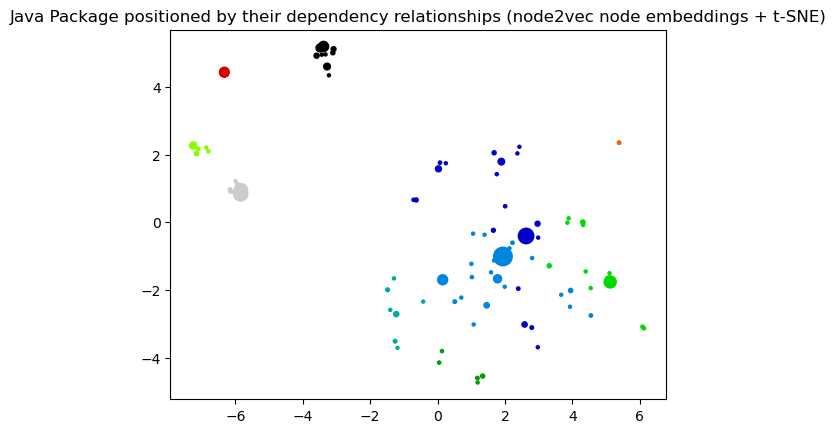 Java Package positioned by their dependency relationships (node2vec node embeddings + t-SNE)
4
2
0
−2
−4
−6 −4 −2 0 2 4 6